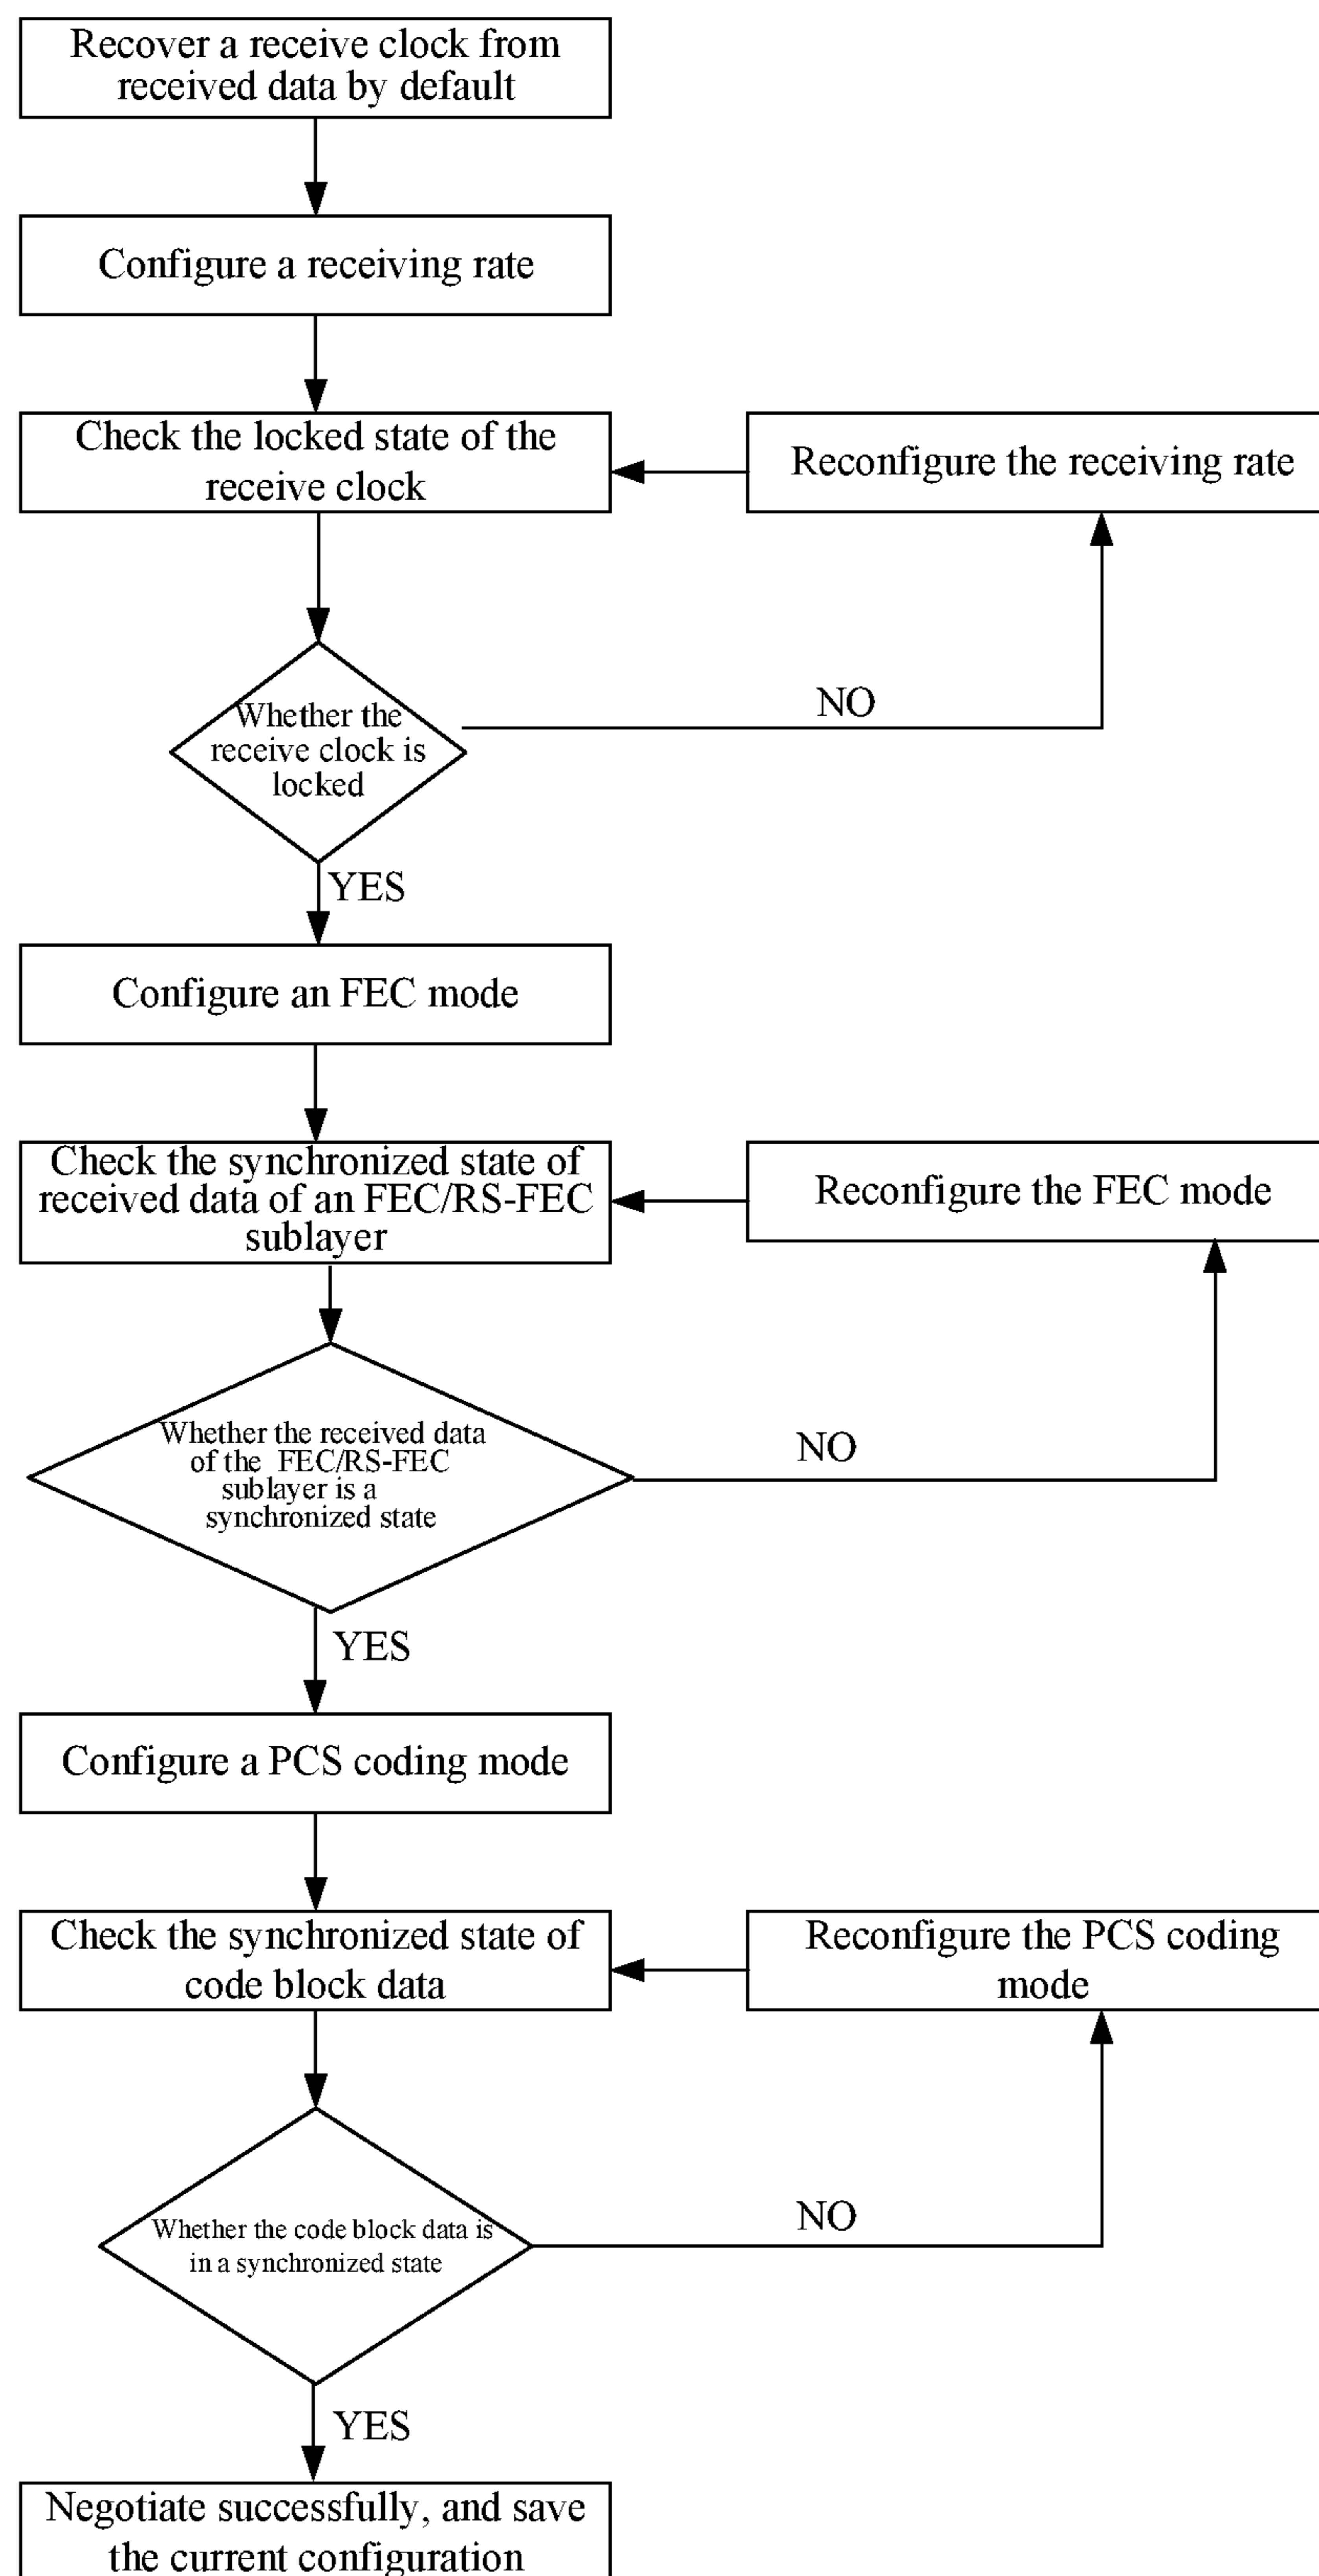 Recover a receive clock from
received data by default
Configure a receiving rate
Check the locked state of the
receive clock
Reconfigure the receiving rate
Whether the
receive clock is
locked
NO
YES
Configure an FEC mode
Check the synchronized state of
received data of an FEC/RS-FEC
sublayer
Reconfigure the FEC mode
Whether the received data
of the FEC/RS-FEC
sublayer is a
synchronized state
NO
YES
Configure a PCS coding mode
Check the synchronized state of
code block data
Reconfigure the PCS coding
mode
Whether the code block data is
in a synchronized state
NO
YES
Negotiate successfully, and save
the current configuration